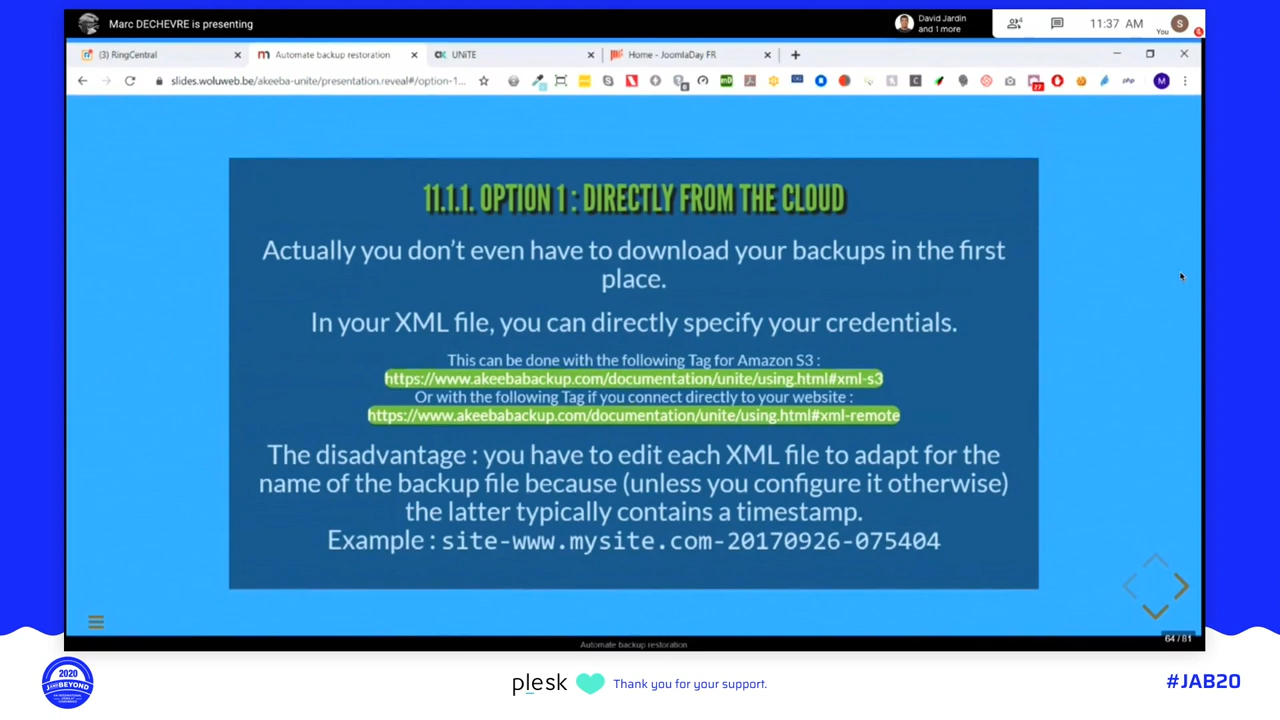 Marc DECHEVRE is presenting
David Jardin
and 1 more
4
11:37 AM
You
S
6
(3) RingCentral
Automate backup restoration
UNiTE
Home - JoomlaDay FR
slides.woluweb.be/akeeba-unite/presentation.reveal#/option-1...
11.1.1. OPTION 1 : DIRECTLY FROM THE CLOUD
Actually you don't even have to download your backups in the first
place.
In your XML file, you can directly specify your credentials.
This can be done with the following Tag for Amazon S3 :
https://www.akeebabackup.com/documentation/unite/using.html#xml-s3
Or with the following Tag if you connect directly to your website :
https://www.akeebabackup.com/documentation/unite/using.html#xml-remote
The disadvantage : you have to edit each XML file to adapt for the
name of the backup file because (unless you configure it otherwise)
the latter typically contains a timestamp.
Example : site-www.mysite.com-20170926-075404
64 / 81
Automate backup restoration
2020
plesk
Thank you for your support.
#JAB20